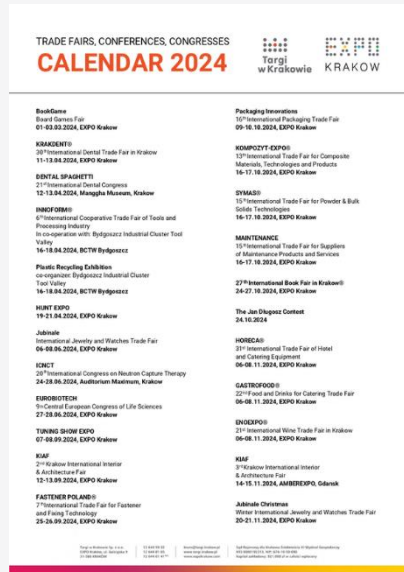 TRADE FAIRS, CONFERENCES, CONGRESSES
CALENDAR 2024
Targi
w Krakowie
EXPO
KRAKOW
BookGame
Board Games Fair
01-03.03.2024, EXPO Krakow
KRAKDENT®
30th International Dental Trade Fair in Krakow
11-13.04.2024, EXPO Krakow
DENTAL SPAGHETTI
21st International Dental Congress
12-13.04.2024, Manggha Museum, Krakow
INNOFORM®
6th International Cooperative Trade Fair of Tools and
Processing Industry
In co-operation with: Bydgoszcz Industrial Cluster Tool
Valley
16-18.04.2024, BCTW Bydgoszcz
Plastic Recycling Exhibition
co-organizer: Bydgoszcz Industrial Cluster
Tool Valley
16-18.04.2024, BCTW Bydgoszcz
HUNT EXPO
19-21.04.2024, EXPO Krakow
Jubinale
International Jewelry and Watches Trade Fair
06-08.06.2024, EXPO Krakow
ICNCT
20th International Congress on Neutron Capture Therapy
24-28.06.2024, Auditorium Maximum, Krakow
EUROBIOTECH
9th Central European Congress of Life Sciences
27-28.06.2024, EXPO Krakow
TUNING SHOW EXPO
07-08.09.2024, EXPO Krakow
KIAF
2nd Krakow International Interior
& Architecture Fair
12-13.09.2024, EXPO Krakow
FASTENER POLAND®
7th International Trade Fair for Fastener
and Fixing Technology
25-26.09.2024, EXPO Krakow
Packaging Innovations
16th International Packaging Trade Fair
09-10.10.2024, EXPO Krakow
KOMPOZYT-EXPO®
13th International Trade Fair for Composite
Materials, Technologies and Products
16-17.10.2024, EXPO Krakow
SYMAS®
15th International Trade Fair for Powder & Bulk
Solids Technologies
16-17.10.2024, EXPO Krakow
MAINTENANCE
15th International Trade Fair for Suppliers
of Maintenance Products and Services
16-17.10.2024, EXPO Krakow
27th International Book Fair in Krakow®
24-27.10.2024, EXPO Krakow
The Jan Długosz Contest
24.10.2024
HORECA®
31st International Trade Fair of Hotel
and Catering Equipment
06-08.11.2024, EXPO Krakow
GASTROFOOD®
22nd Food and Drinks for Catering Trade Fair
06-08.11.2024, EXPO Krakow
ENOEXPO®
21st International Wine Trade Fair in Krakow
06-08.11.2024, EXPO Krakow
KIAF
3rd Krakow International Interior
& Architecture Fair
14-15.11.2024, AMBEREXPO, Gdansk
Jubinale Christmas
Winter International Jewelry and Watches Trade Fair
20-21.11.2024, EXPO Krakow